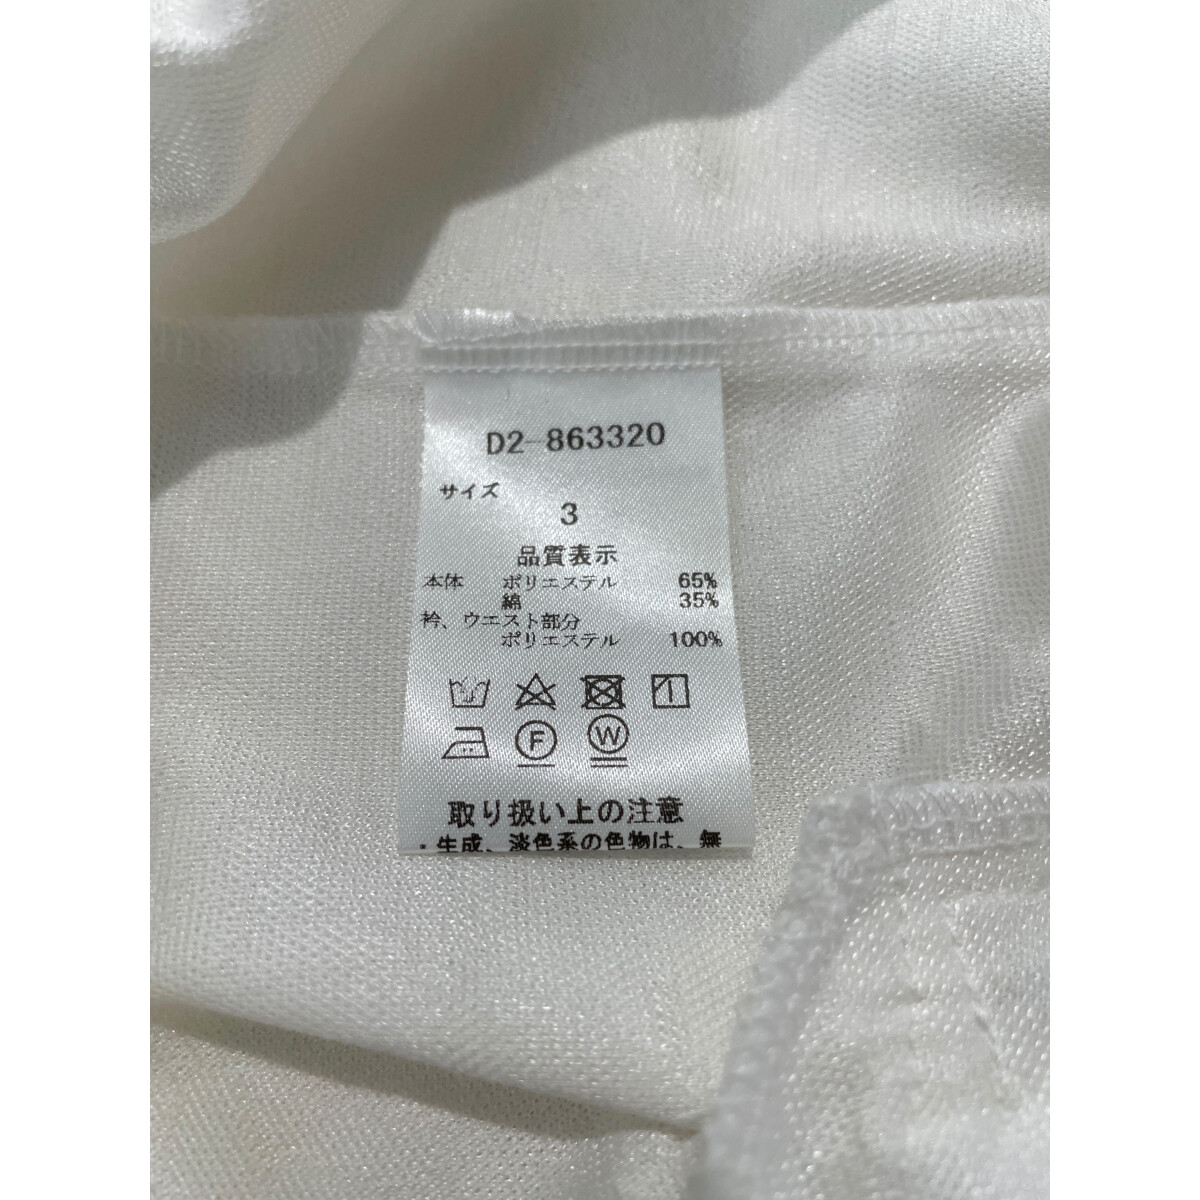 D2-863320
サイズ
3
品質表示
本体 ポリエステル 65%
綿 35%
衿、ウエスト部分
ポリエステル 100%
F W
取り扱い上の注意
・生成、淡色系の色物は、無